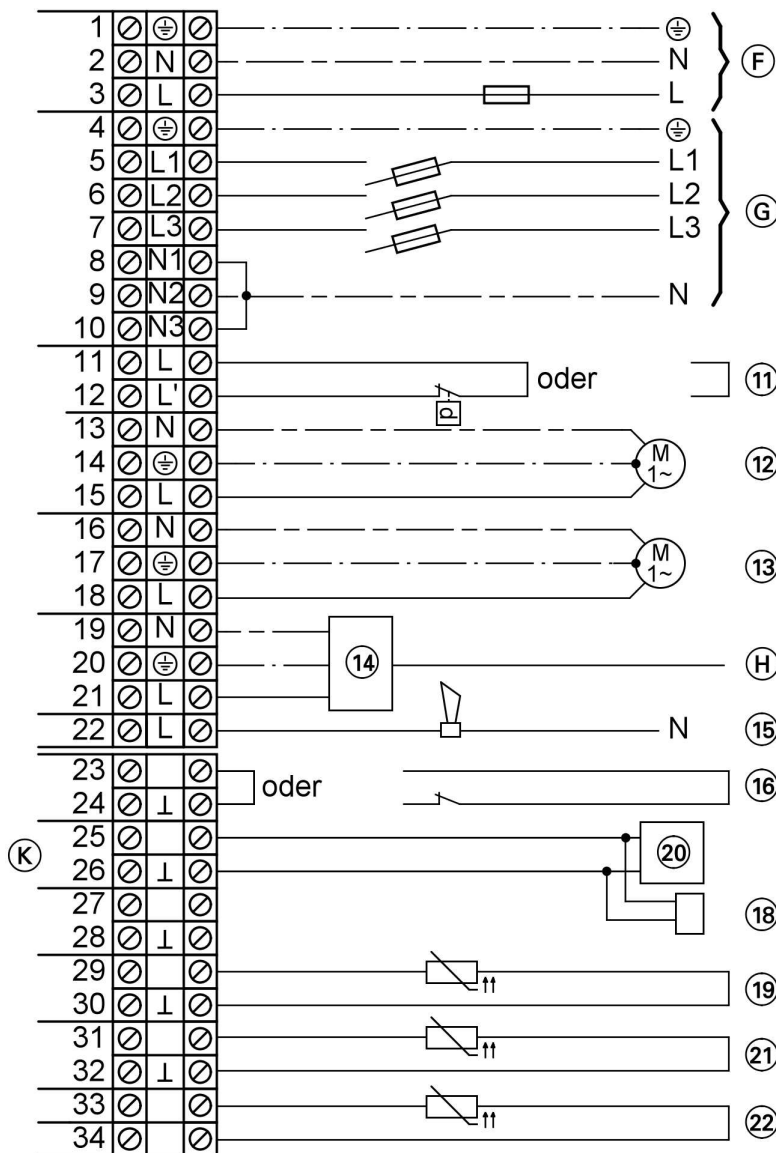 1 ⏚ ⏚
2 N N F
3 L L
4 ⏚ ⏚
5 L1 L1
6 L2 L2
7 L3 L3 G
8 N1
9 N2 N
10 N3
11 L oder 11
12 L' p
13 N
14 ⏚ M 1~ 12
15 L
16 N
17 ⏚ M 1~ 13
18 L
19 N
20 ⏚ 14 H
21 L
22 L N 15
23 oder 16
24 ⊥
25 20
K 26 ⊥
27 18
28 ⊥
29
30 ⊥ 19
31
32 ⊥ 21
33
34 22